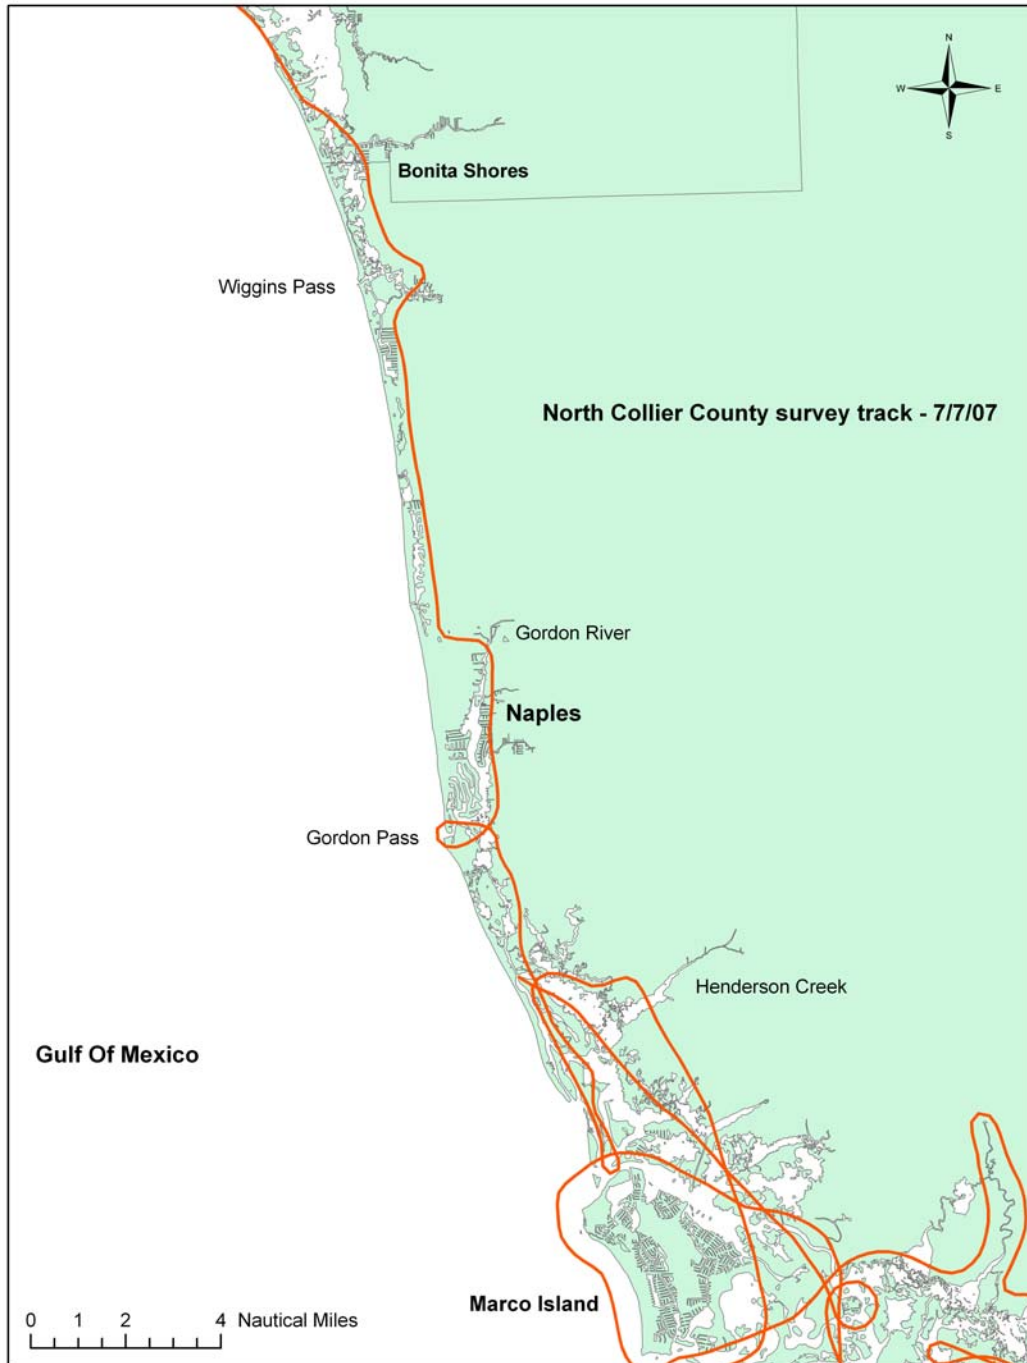 N
W E
S
Bonita Shores
Wiggins Pass
North Collier County survey track - 7/7/07
Gordon River
Naples
Gordon Pass
Henderson Creek
Gulf Of Mexico
Marco Island
0 1 2 4 Nautical Miles